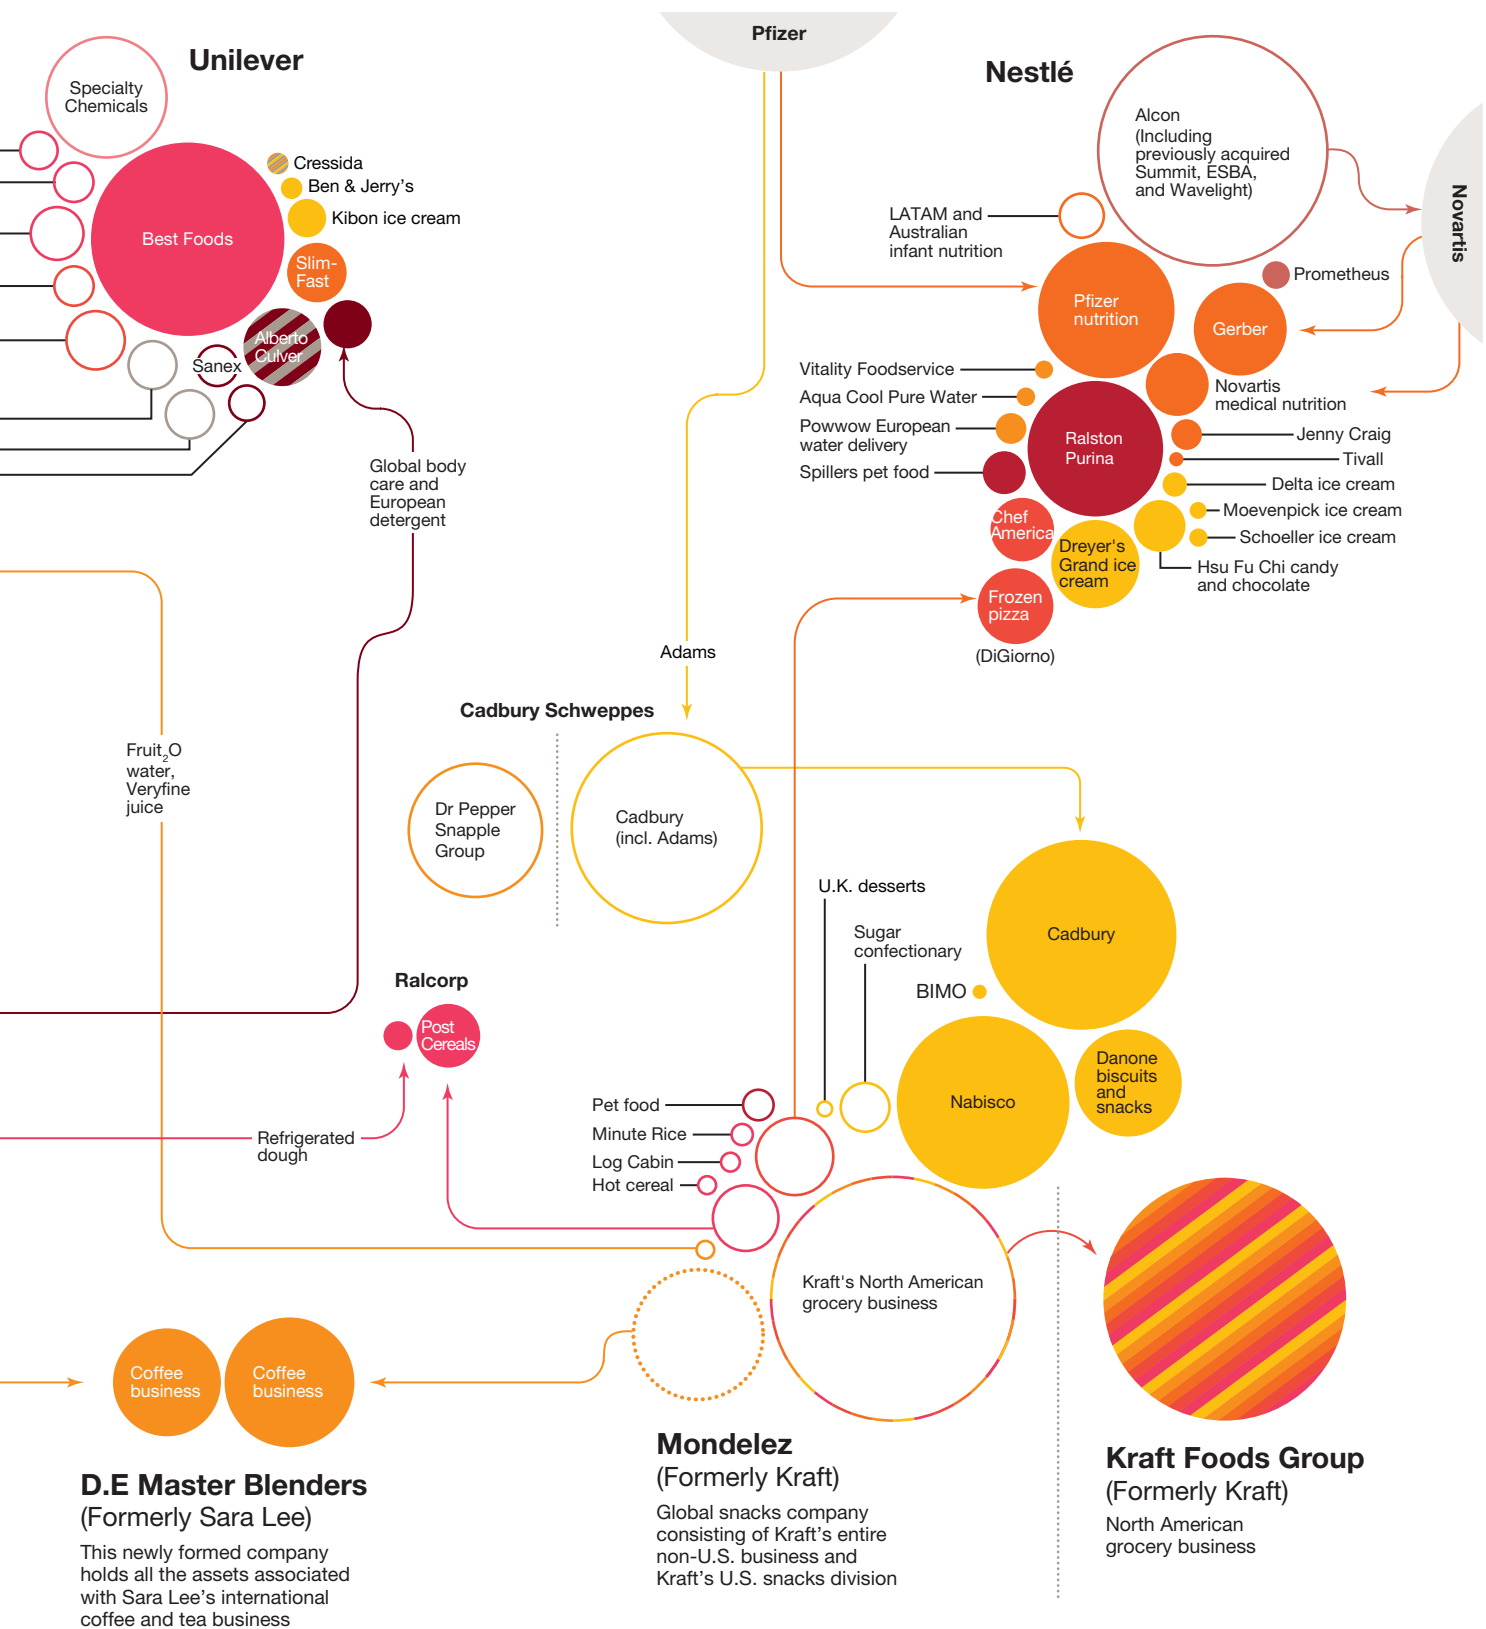 Unilever
Specialty
Chemicals
Best Foods
Cressida
Ben & Jerry's
Kibon ice cream
Slim-
Fast
Alberto
Culver
Sanex
Global body
care and
European
detergent
Pfizer
Nestlé
Alcon
(Including
previously acquired
Summit, ESBA,
and Wavelight)
Novartis
LATAM and
Australian
infant nutrition
Prometheus
Pfizer
nutrition
Gerber
Vitality Foodservice
Aqua Cool Pure Water
Powwow European
water delivery
Spillers pet food
Novartis
medical nutrition
Ralston
Purina
Jenny Craig
Tivall
Delta ice cream
Moevenpick ice cream
Schoeller ice cream
Hsu Fu Chi candy
and chocolate
Chef
America
Dreyer's
Grand ice
cream
Frozen
pizza
(DiGiorno)
Adams
Cadbury Schweppes
Dr Pepper
Snapple
Group
Cadbury
(incl. Adams)
Fruit₂O
water,
Veryfine
juice
U.K. desserts
Sugar
confectionary
Cadbury
BIMO
Nabisco
Danone
biscuits
and
snacks
Ralcorp
Post
Cereals
Refrigerated
dough
Pet food
Minute Rice
Log Cabin
Hot cereal
Kraft's North American
grocery business
Coffee
business
Coffee
business
D.E Master Blenders
(Formerly Sara Lee)
This newly formed company
holds all the assets associated
with Sara Lee's international
coffee and tea business
Mondelez
(Formerly Kraft)
Global snacks company
consisting of Kraft's entire
non-U.S. business and
Kraft's U.S. snacks division
Kraft Foods Group
(Formerly Kraft)
North American
grocery business